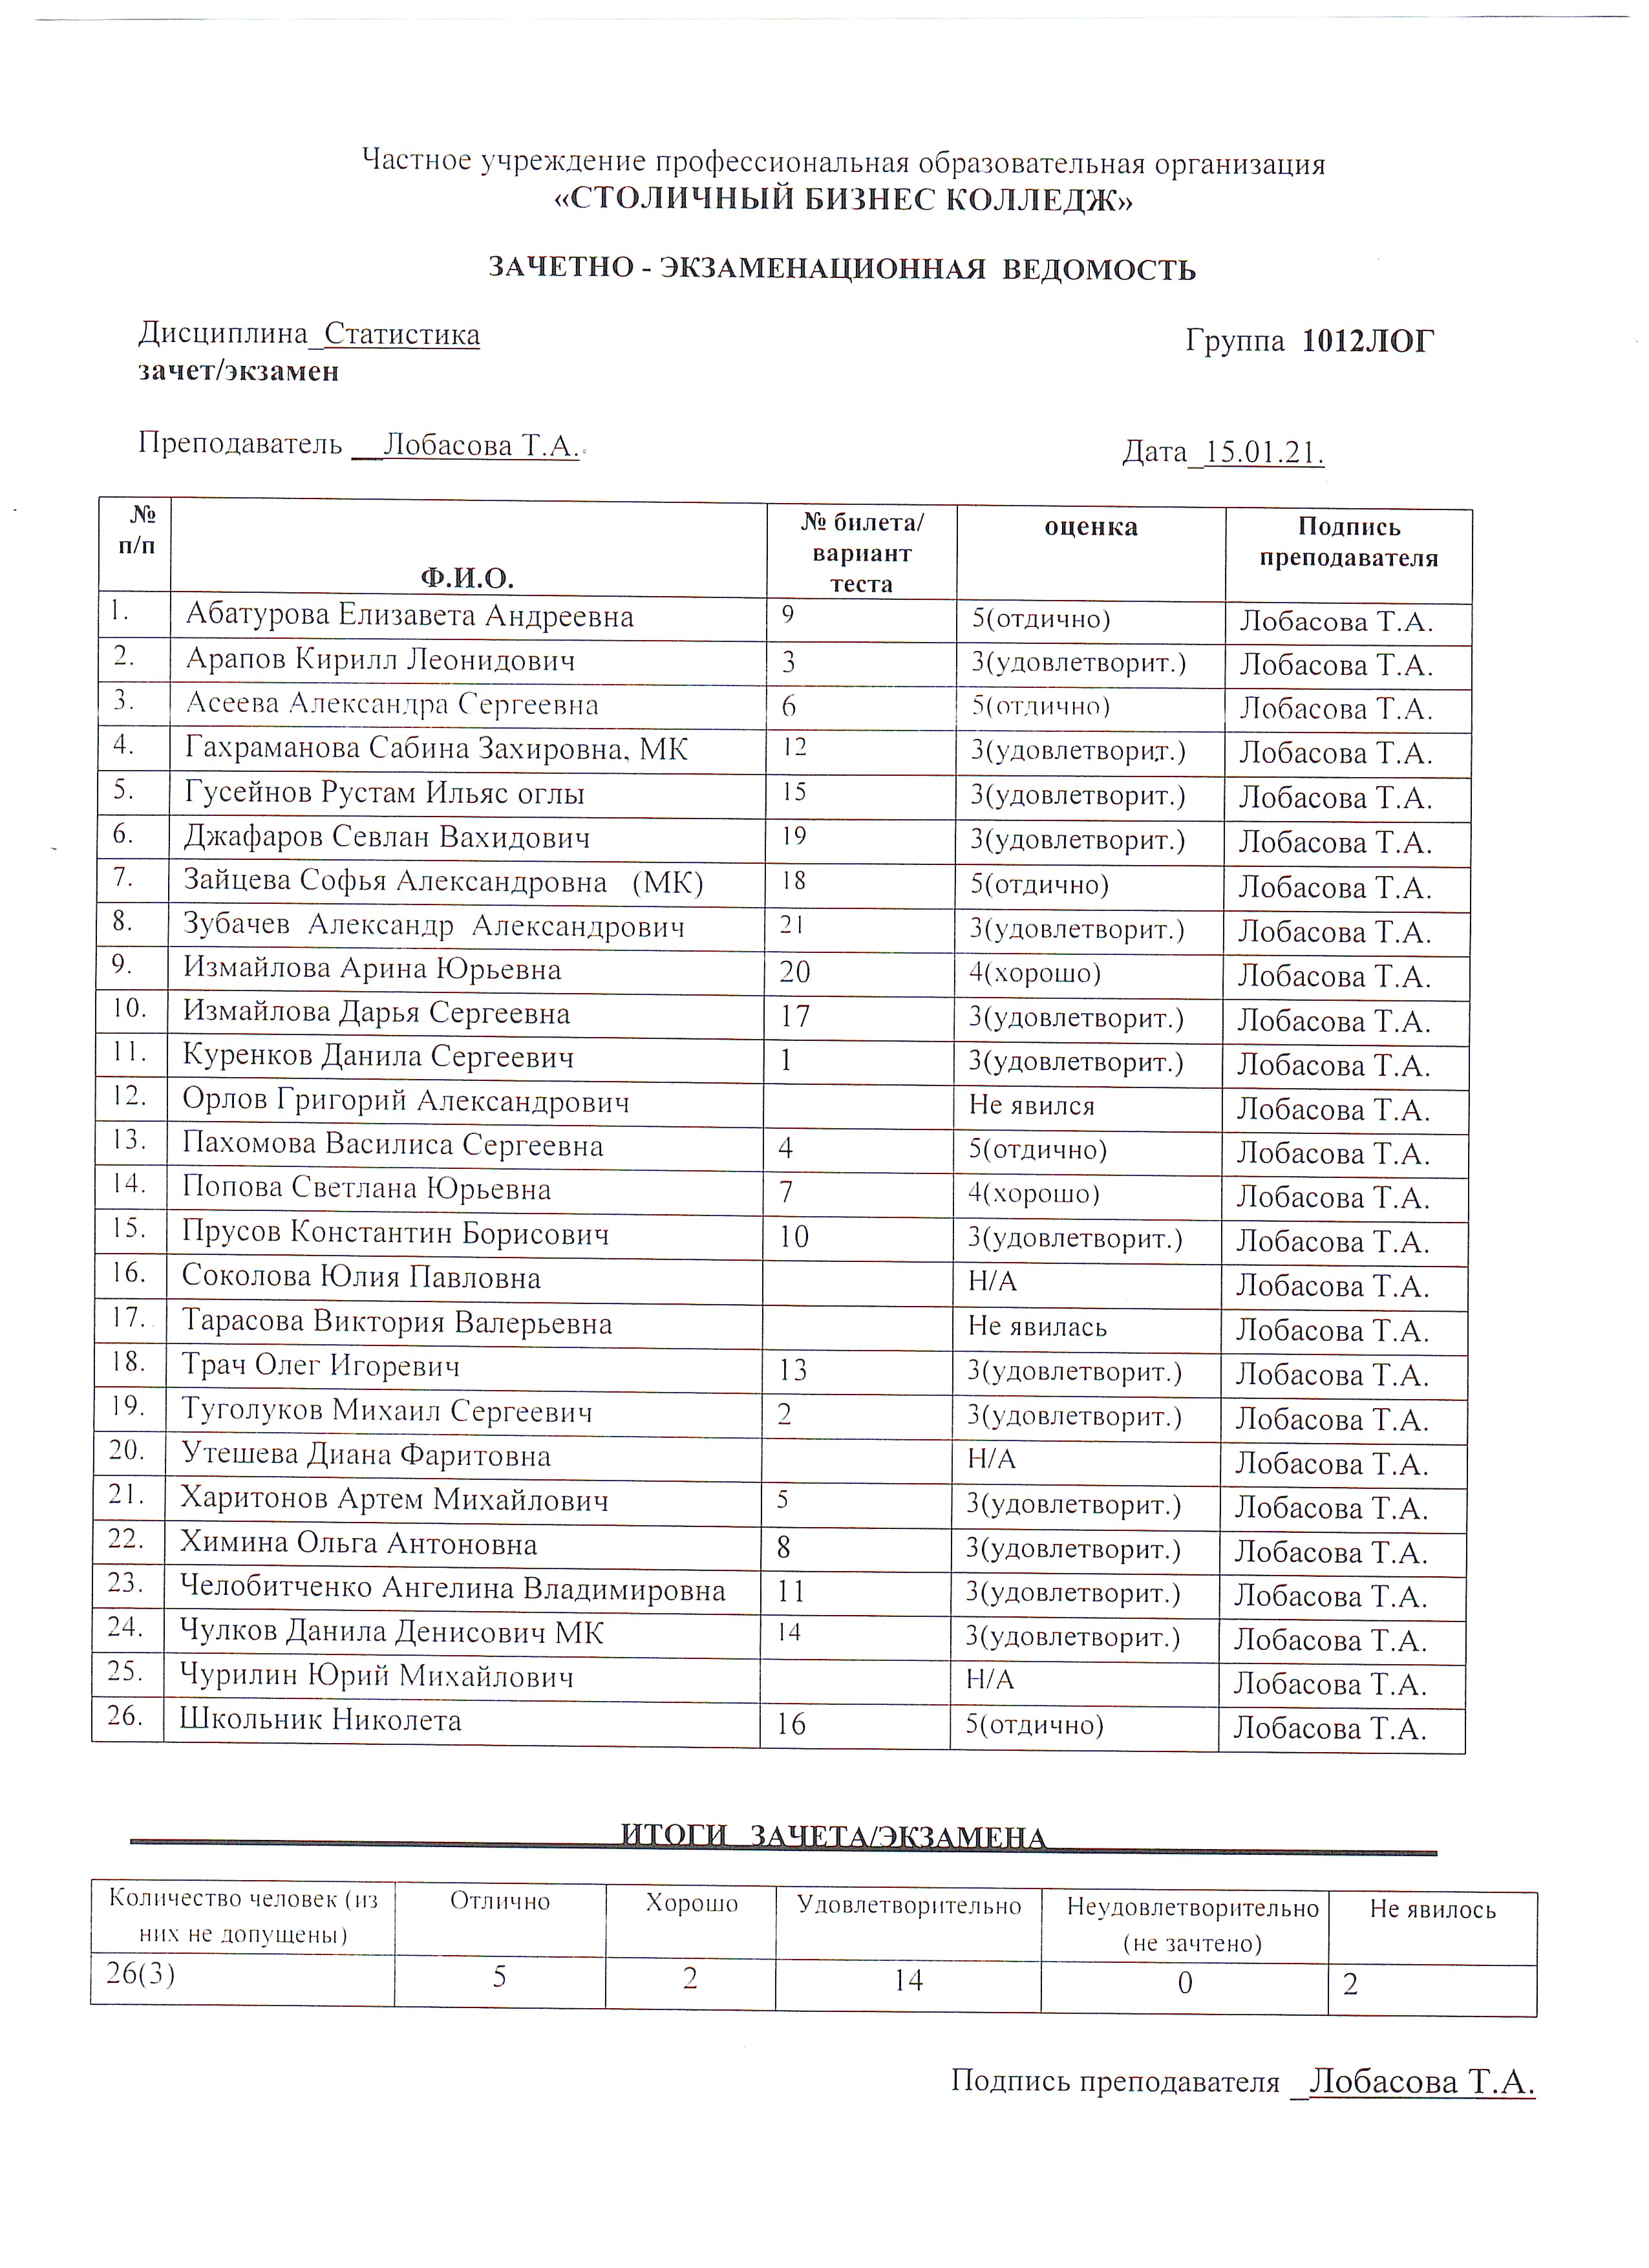 Частное учреждение профессиональная образовательная организация
«СТОЛИЧНЫЙ БИЗНЕС КОЛЛЕДЖ»
ЗАЧЕТНО - ЭКЗАМЕНАЦИОННАЯ ВЕДОМОСТЬ
Дисциплина_Статистика Группа 1012ЛОГ
зачет/экзамен
Преподаватель __Лобасова Т.А. Дата_15.01.21.
№ п/п Ф.И.О. № билета/ вариант теста оценка Подпись преподавателя
1. Абатурова Елизавета Андреевна 9 5(отдично) Лобасова Т.А.
2. Арапов Кирилл Леонидович 3 3(удовлетворит.) Лобасова Т.А.
3. Асеева Александра Сергеевна 6 5(отдично) Лобасова Т.А.
4. Гахраманова Сабина Захировна, МК 12 3(удовлетворит.) Лобасова Т.А.
5. Гусейнов Рустам Ильяс оглы 15 3(удовлетворит.) Лобасова Т.А.
6. Джафаров Севлан Вахидович 19 3(удовлетворит.) Лобасова Т.А.
7. Зайцева Софья Александровна (МК) 18 5(отдично) Лобасова Т.А.
8. Зубачев Александр Александрович 21 3(удовлетворит.) Лобасова Т.А.
9. Измайлова Арина Юрьевна 20 4(хорошо) Лобасова Т.А.
10. Измайлова Дарья Сергеевна 17 3(удовлетворит.) Лобасова Т.А.
11. Куренков Данила Сергеевич 1 3(удовлетворит.) Лобасова Т.А.
12. Орлов Григорий Александрович Не явился Лобасова Т.А.
13. Пахомова Василиса Сергеевна 4 5(отдично) Лобасова Т.А.
14. Попова Светлана Юрьевна 7 4(хорошо) Лобасова Т.А.
15. Прусов Константин Борисович 10 3(удовлетворит.) Лобасова Т.А.
16. Соколова Юлия Павловна Н/А Лобасова Т.А.
17. Тарасова Виктория Валерьевна Не явилась Лобасова Т.А.
18. Трач Олег Игоревич 13 3(удовлетворит.) Лобасова Т.А.
19. Туголуков Михаил Сергеевич 2 3(удовлетворит.) Лобасова Т.А.
20. Утешева Диана Фаритовна Н/А Лобасова Т.А.
21. Харитонов Артем Михайлович 5 3(удовлетворит.) Лобасова Т.А.
22. Химина Ольга Антоновна 8 3(удовлетворит.) Лобасова Т.А.
23. Челобитченко Ангелина Владимировна 11 3(удовлетворит.) Лобасова Т.А.
24. Чулков Данила Денисович МК 14 3(удовлетворит.) Лобасова Т.А.
25. Чурилин Юрий Михайлович Н/А Лобасова Т.А.
26. Школьник Николета 16 5(отдично) Лобасова Т.А.
ИТОГИ ЗАЧЕТА/ЭКЗАМЕНА
Количество человек (из них не допущены) Отлично Хорошо Удовлетворительно Неудовлетворительно (не зачтено) Не явилось
26(3) 5 2 14 0 2
Подпись преподавателя _Лобасова Т.А.